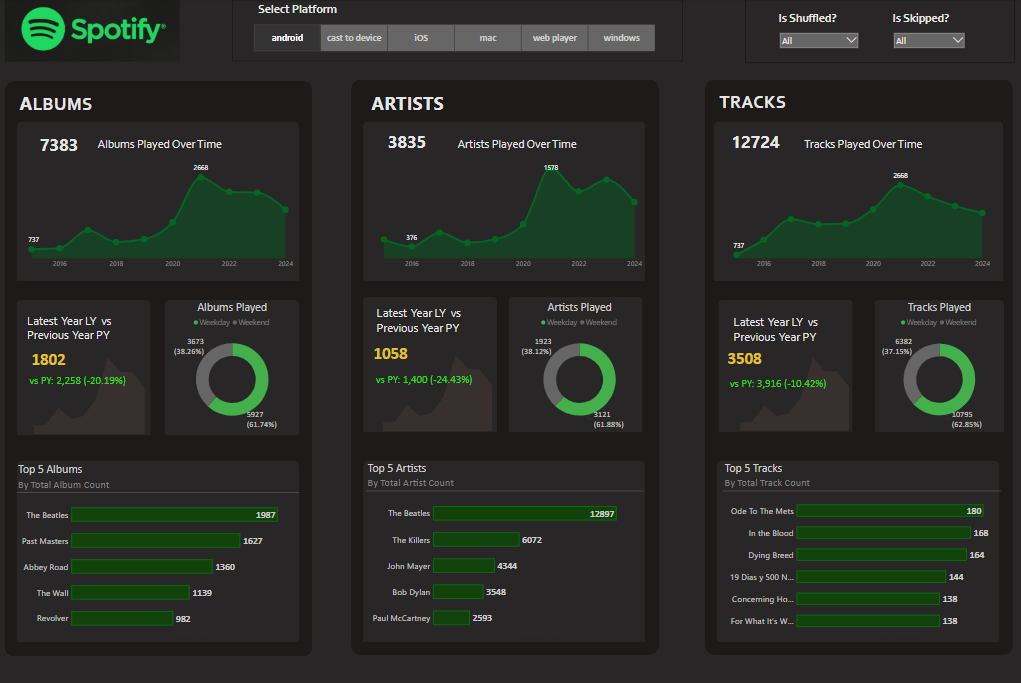 Spotify®
Select Platform
android
cast to device
iOS
mac
web player
windows
Is Shuffled?
All
Is Skipped?
All
ALBUMS
7383
Albums Played Over Time
737
2668
2016
2018
2020
2022
2024
Latest Year LY vs
Previous Year PY
1802
vs PY: 2,258 (-20.19%)
Albums Played
Weekday
Weekend
3673
(38.26%)
5927
(61.74%)
Top 5 Albums
By Total Album Count
The Beatles
1987
Past Masters
1627
Abbey Road
1360
The Wall
1139
Revolver
982
ARTISTS
3835
Artists Played Over Time
376
1578
2016
2018
2020
2022
2024
Latest Year LY vs
Previous Year PY
1058
vs PY: 1,400 (-24.43%)
Artists Played
Weekday
Weekend
1923
(38.12%)
3121
(61.88%)
Top 5 Artists
By Total Artist Count
The Beatles
12897
The Killers
6072
John Mayer
4344
Bob Dylan
3548
Paul McCartney
2593
TRACKS
12724
Tracks Played Over Time
737
2668
2016
2018
2020
2022
2024
Latest Year LY vs
Previous Year PY
3508
vs PY: 3,916 (-10.42%)
Tracks Played
Weekday
Weekend
6382
(37.15%)
10795
(62.85%)
Top 5 Tracks
By Total Track Count
Ode To The Mets
180
In the Blood
168
Dying Breed
164
19 Dias y 500 N...
144
Concerning Ho...
138
For What It's W...
138